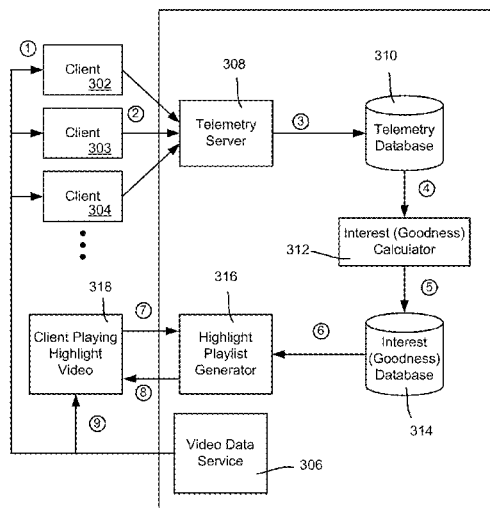 ①
Client
302
②
Client
303
Client
304
308
Telemetry
Server
③
310
Telemetry
Database
④
Interest (Goodness)
Calculator
312
⑤
318
⑦
Client Playing
Highlight
Video
⑧
316
Highlight
Playlist
Generator
⑥
Interest
(Goodness)
Database
314
⑨
Video Data
Service
306